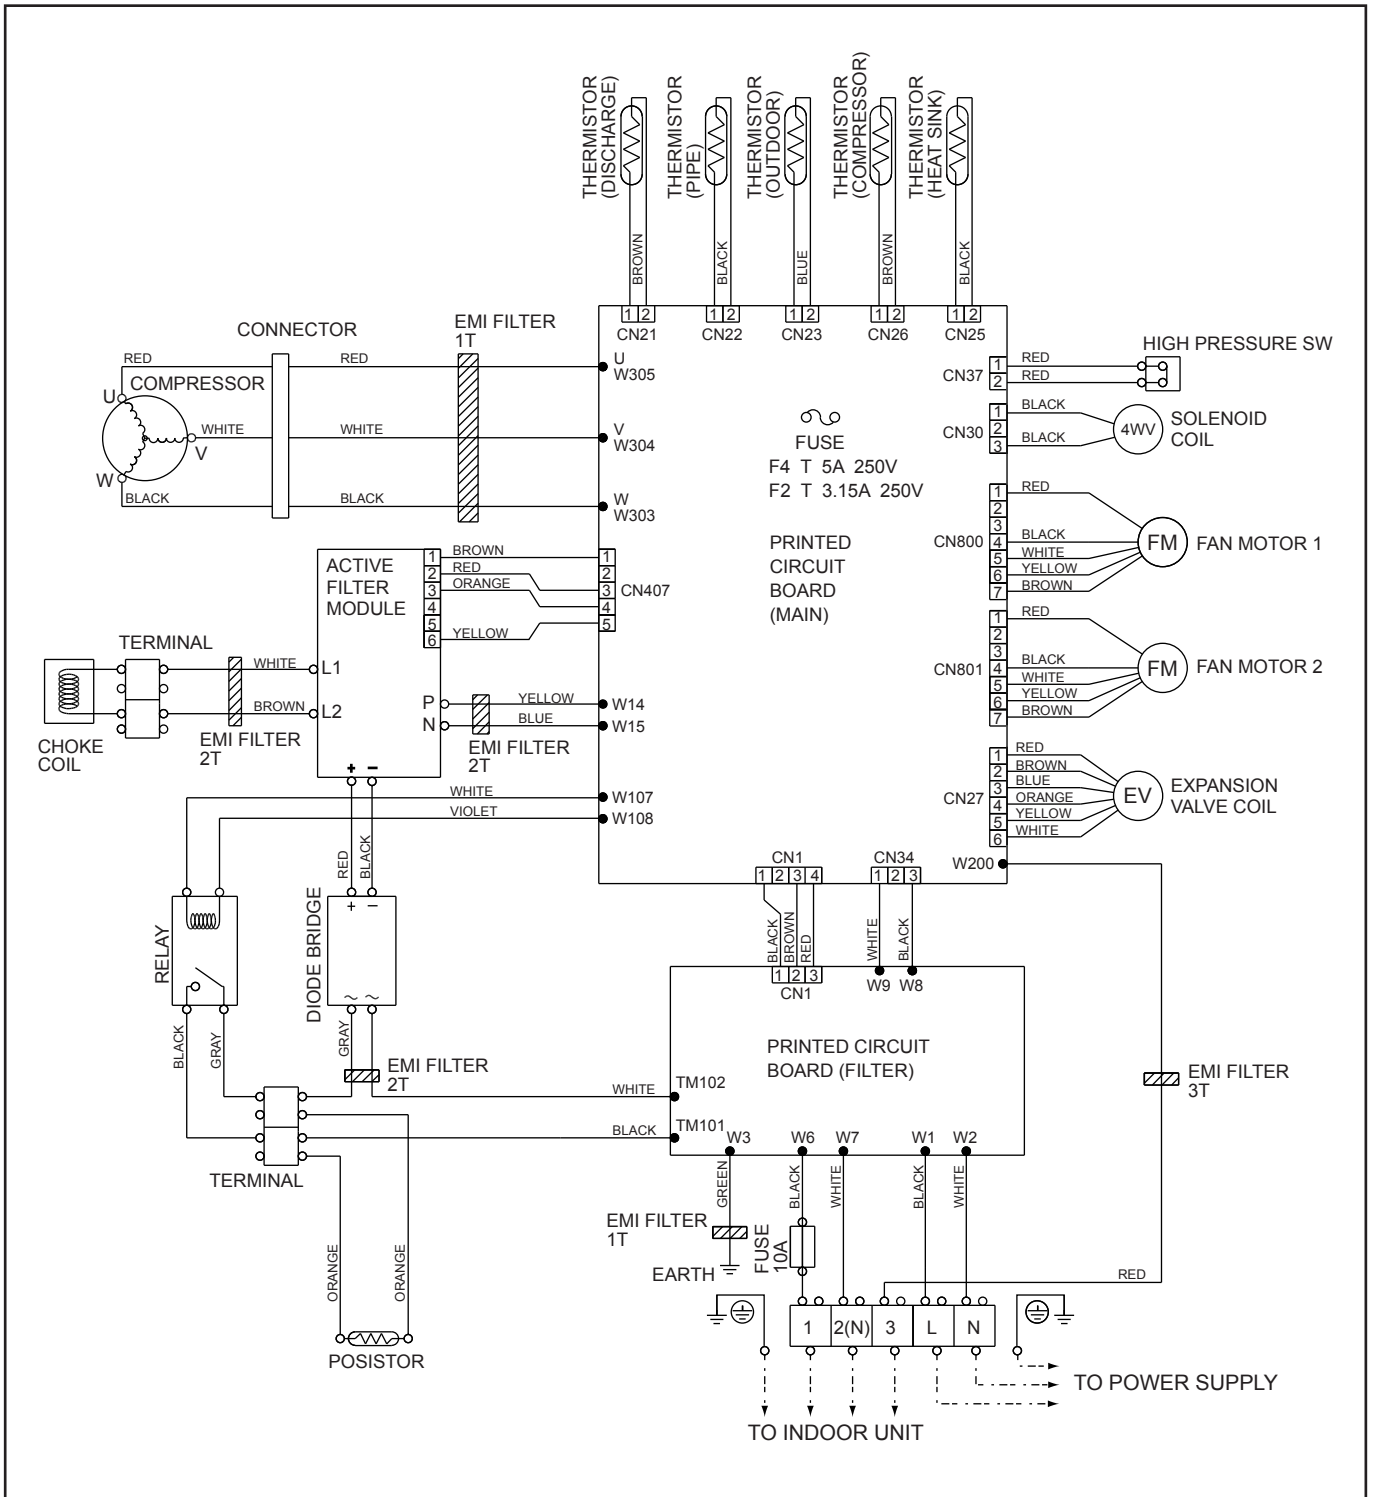 THERMISTOR
(DISCHARGE)
THERMISTOR
(PIPE)
THERMISTOR
(OUTDOOR)
THERMISTOR
(COMPRESSOR)
THERMISTOR
(HEAT SINK)
BROWN
BLACK
BLUE
BROWN
BLACK
1 2
1 2
1 2
1 2
1 2
CN21
CN22
CN23
CN26
CN25
CONNECTOR
EMI FILTER
1T
RED
RED
U
W305
COMPRESSOR
U
WHITE
WHITE
V
V
W304
W
BLACK
BLACK
W
W303
FUSE
F4 T 5A 250V
F2 T 3.15A 250V
PRINTED
CIRCUIT
BOARD
(MAIN)
HIGH PRESSURE SW
CN37
1
2
RED
RED
CN30
1
2
3
BLACK
BLACK
4WV
SOLENOID
COIL
CN800
1
2
3
4
5
6
7
RED
BLACK
WHITE
YELLOW
BROWN
FM
FAN MOTOR 1
CN801
1
2
3
4
5
6
7
RED
BLACK
WHITE
YELLOW
BROWN
FM
FAN MOTOR 2
CN27
1
2
3
4
5
6
RED
BROWN
BLUE
ORANGE
YELLOW
WHITE
EV
EXPANSION
VALVE COIL
W200
ACTIVE
FILTER
MODULE
1
2
3
4
5
6
BROWN
RED
ORANGE
YELLOW
1
2
3
4
5
CN407
TERMINAL
WHITE
L1
BROWN
L2
CHOKE
COIL
EMI FILTER
2T
P
N
YELLOW
BLUE
W14
W15
EMI FILTER
2T
+ −
WHITE
W107
VIOLET
W108
RED
BLACK
RELAY
DIODE BRIDGE
+ −
~ ~
BLACK
GRAY
GRAY
EMI FILTER
2T
WHITE
TM102
BLACK
TM101
TERMINAL
ORANGE
ORANGE
POSISTOR
CN1
1 2 3 4
CN34
1 2 3
BLACK
BROWN
RED
WHITE
BLACK
1 2 3
CN1
W9 W8
PRINTED CIRCUIT
BOARD (FILTER)
W3
W6
W7
W1
W2
GREEN
BLACK
WHITE
BLACK
WHITE
EMI FILTER
1T
EARTH
FUSE
10A
EMI FILTER
3T
RED
1 2(N) 3 L N
TO POWER SUPPLY
TO INDOOR UNIT